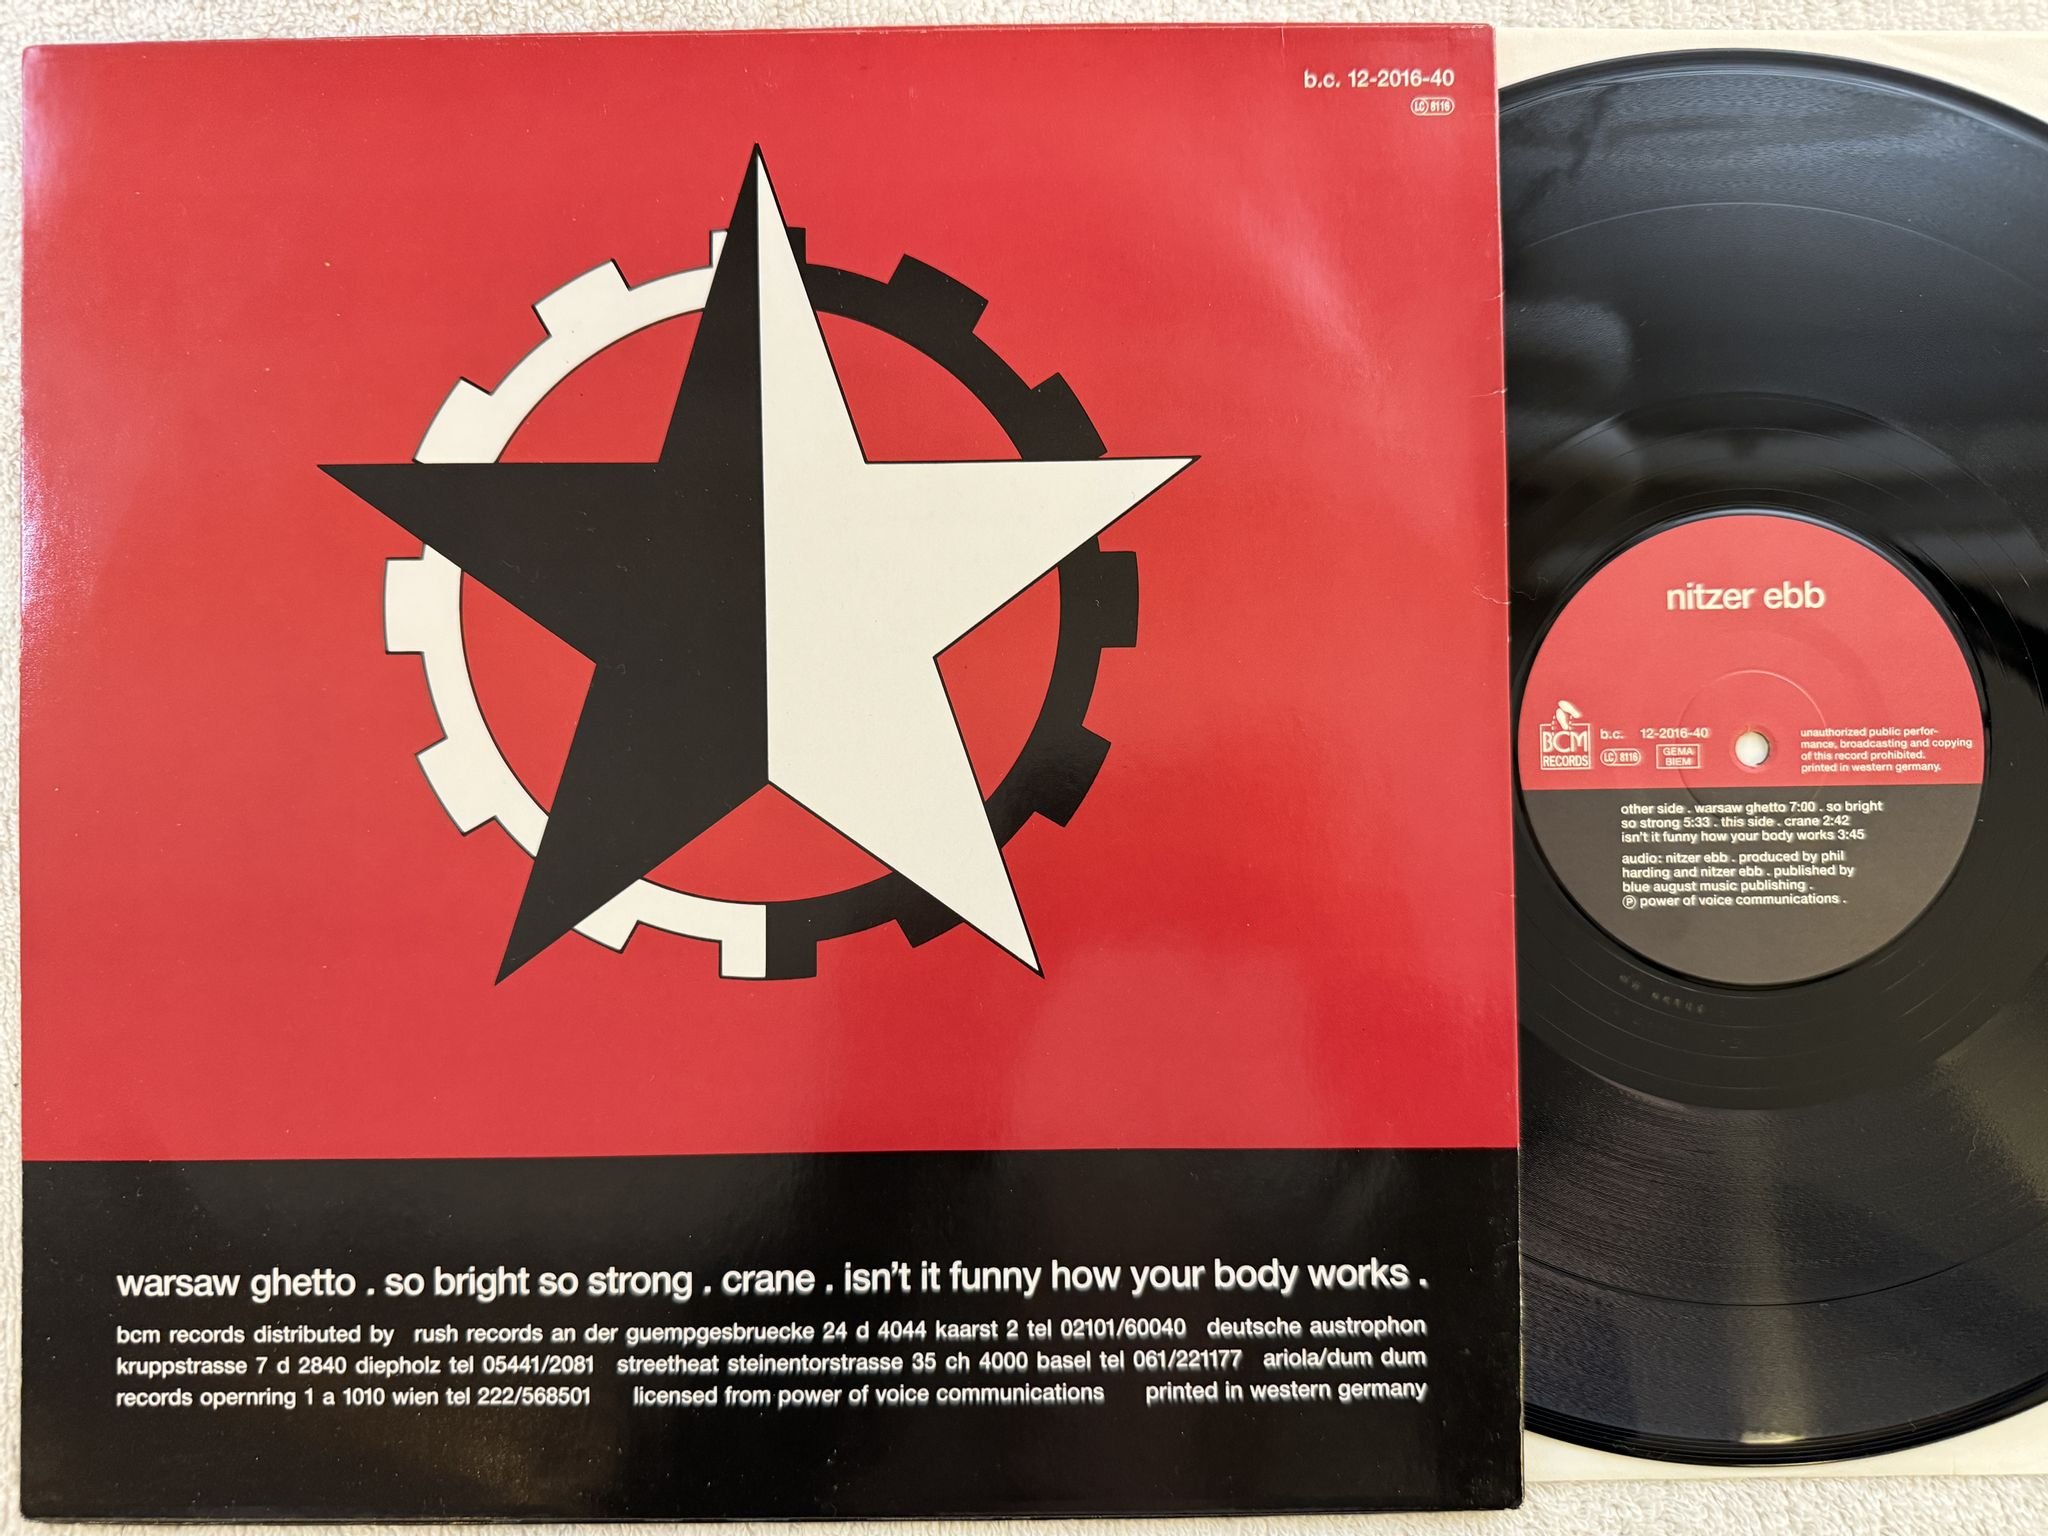 b.c. 12-2016-40
LC 8116
warsaw ghetto . so bright so strong . crane . isn't it funny how your body works .
bcm records distributed by rush records an der guempgesbruecke 24 d 4044 kaarst 2 tel 02101/60040 deutsche austrophon
kruppstrasse 7 d 2840 diepholz tel 05441/2081 streetheat steinentorstrasse 35 ch 4000 basel tel 061/221177 ariola/dum dum
records opernring 1 a 1010 wien tel 222/568501 licensed from power of voice communications printed in western germany
nitzer ebb
BCM
RECORDS
b.c. 12-2016-40
LC 8116
GEMA
BIEM
unauthorized public perfor-
mance, broadcasting and copying
of this record prohibited.
printed in western germany.
other side . warsaw ghetto 7:00 . so bright
so strong 5:33 . this side . crane 2:42
isn't it funny how your body works 3:45
audio: nitzer ebb . produced by phil
harding and nitzer ebb . published by
blue august music publishing .
℗ power of voice communications .